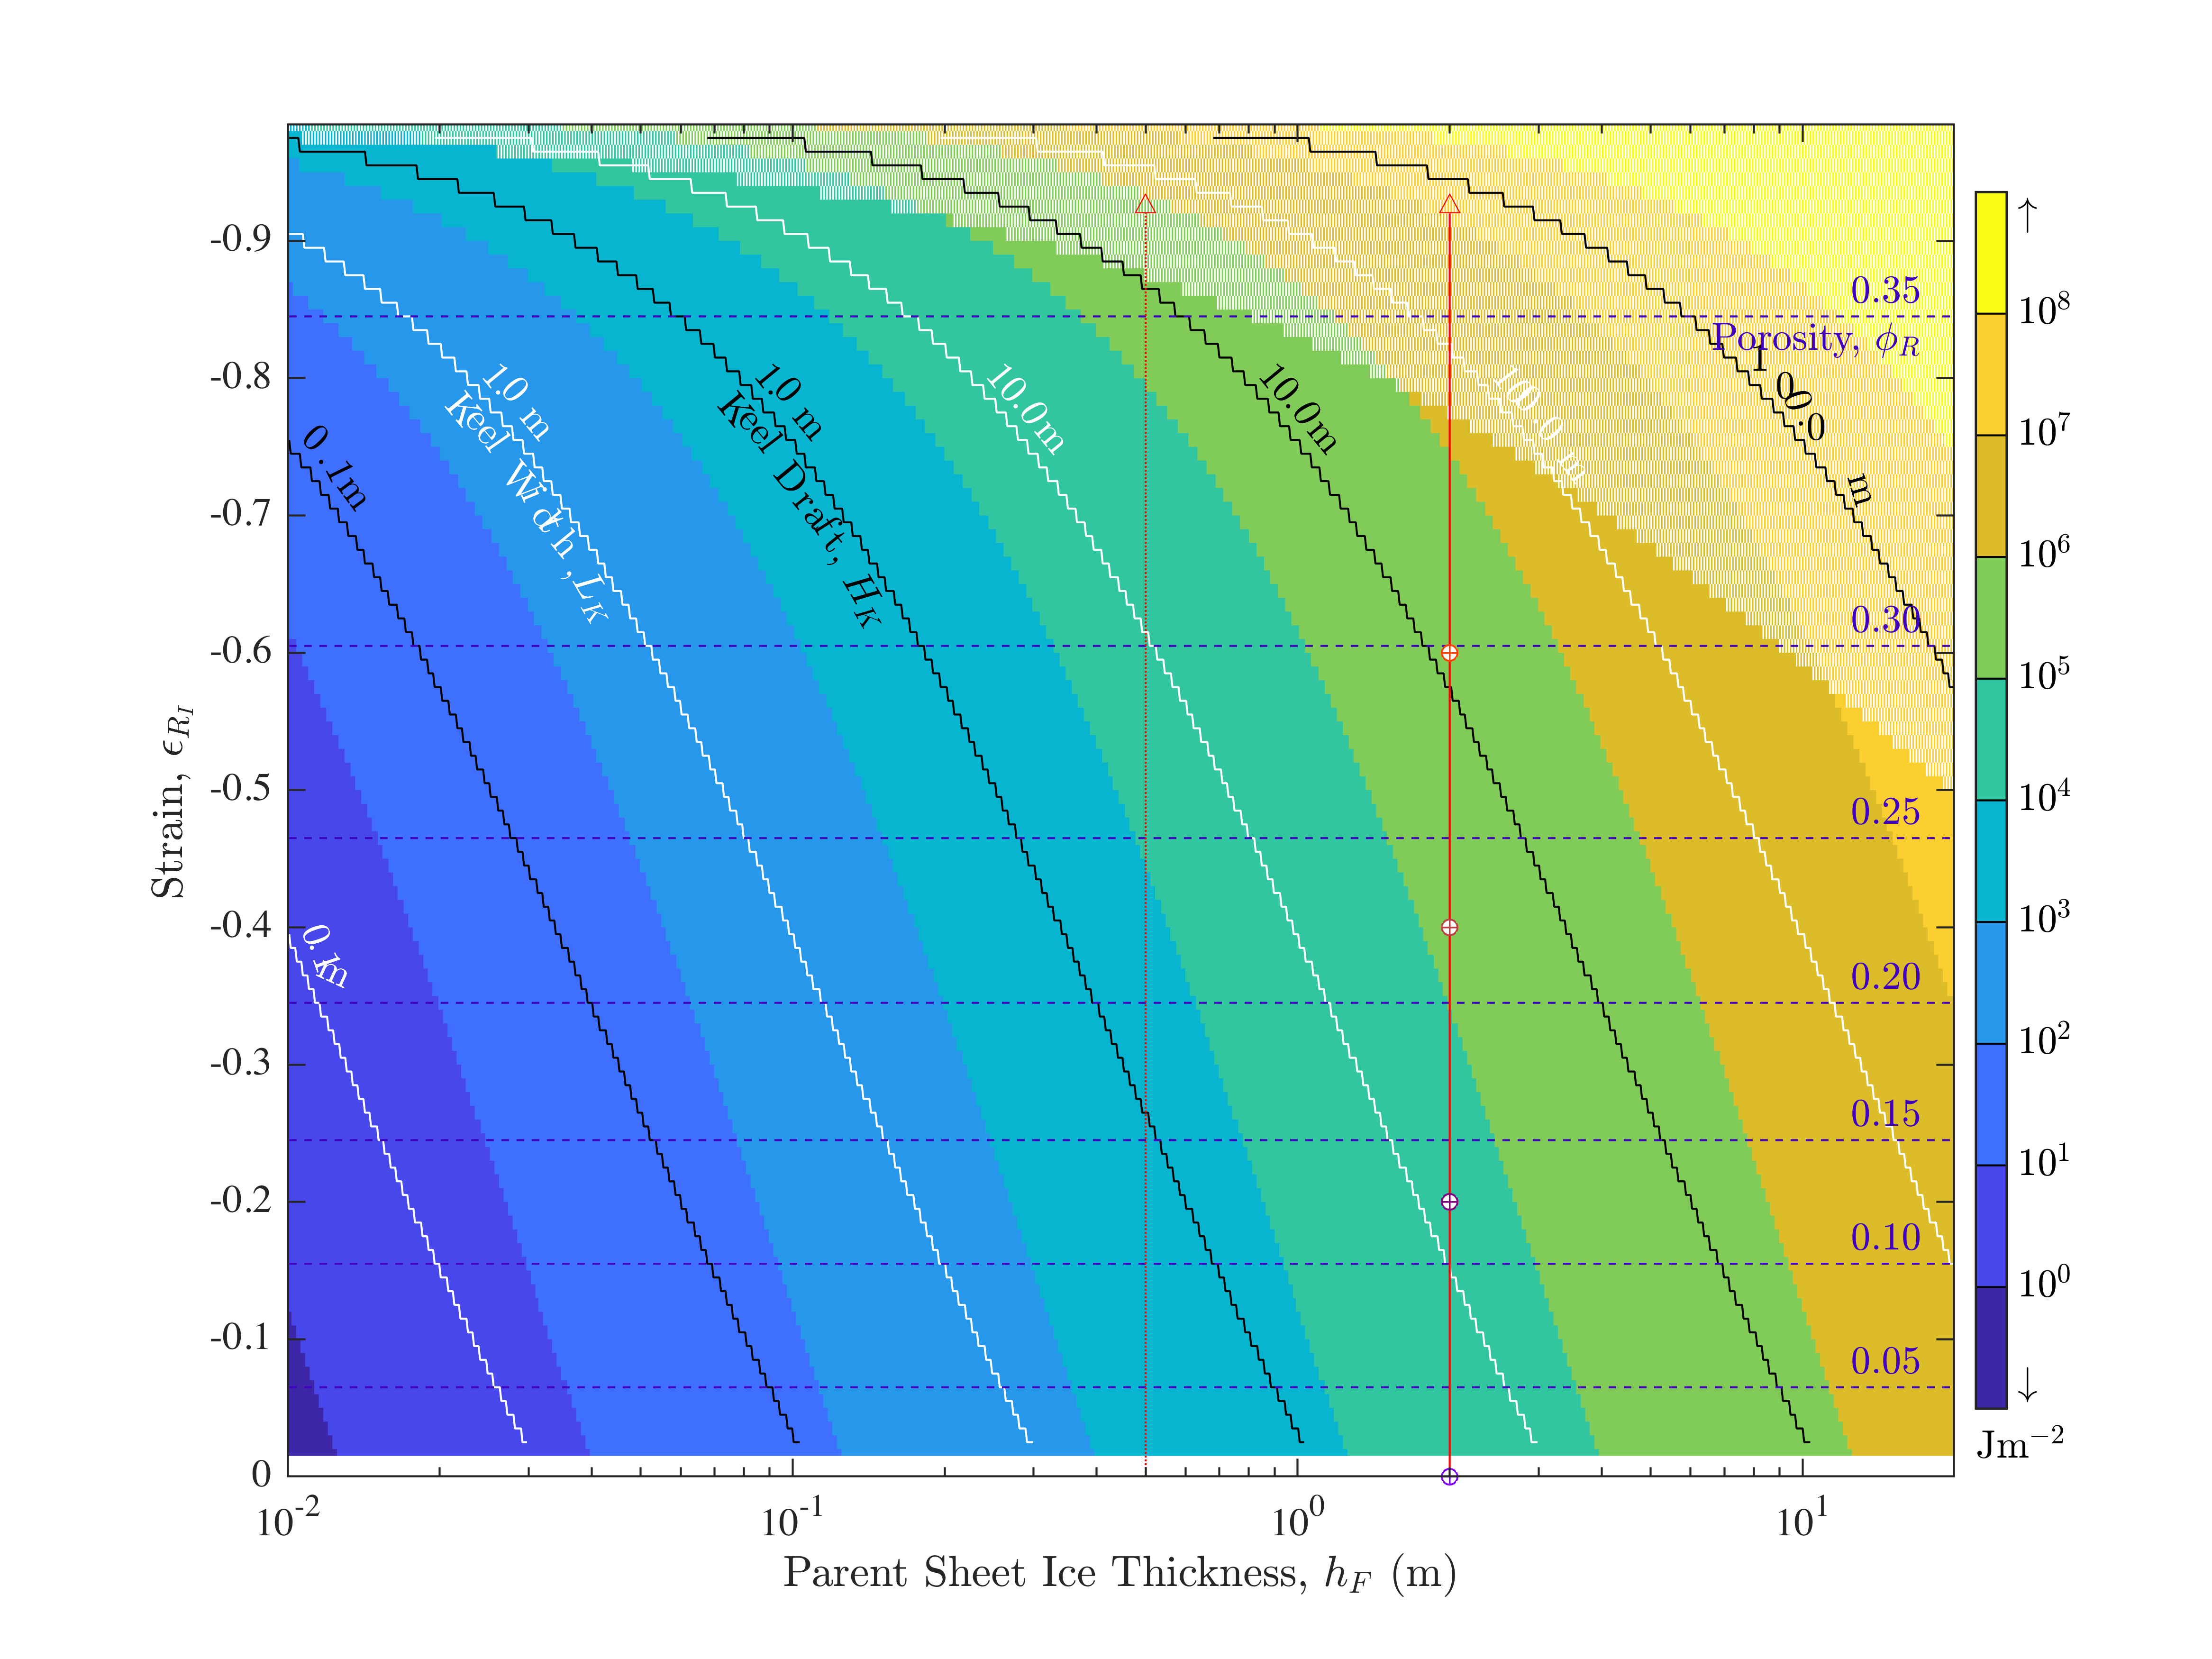 -0.9
-0.8
-0.7
-0.6
-0.5
-0.4
-0.3
-0.2
-0.1
0
Strain, ϵ_{R_I}
10^{-2}
10^{-1}
10^{0}
10^{1}
Parent Sheet Ice Thickness, h_F (m)
0.1m
0.1m
1.0 m
Keel Width, L_K
1.0 m
Keel Draft, H_K
10.0m
10.0m
100.0 m
100.0 m
0.35
Porosity, ϕ_R
0.30
0.25
0.20
0.15
0.10
0.05
↑
10^8
10^7
10^6
10^5
10^4
10^3
10^2
10^1
10^0
↓
Jm^{-2}